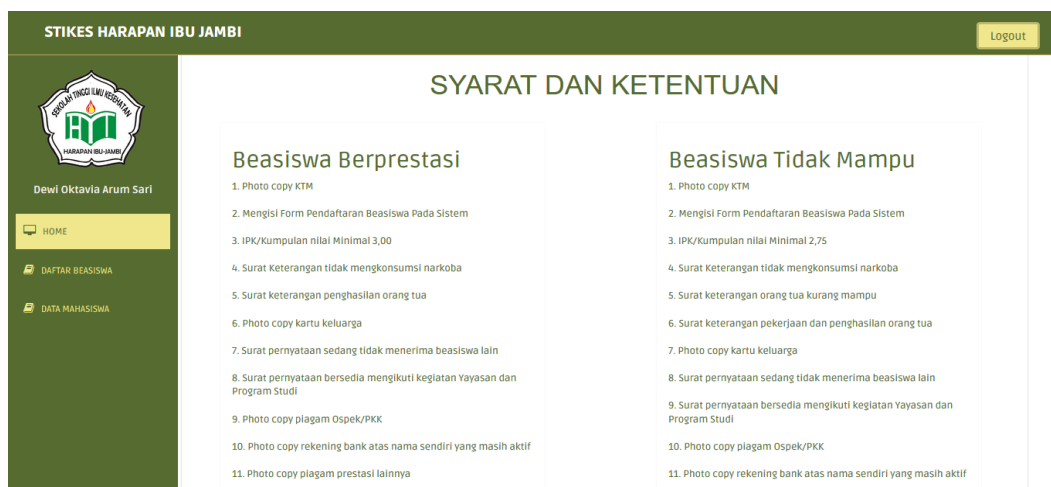 STIKES HARAPAN IBU JAMBI
Logout
SEKOLAH TINGGI ILMU KESEHATAN
HARAPAN IBU-JAMBI
Dewi Oktavia Arum Sari
HOME
DAFTAR BEASISWA
DATA MAHASISWA
SYARAT DAN KETENTUAN
Beasiswa Berprestasi
1. Photo copy KTM
2. Mengisi Form Pendaftaran Beasiswa Pada Sistem
3. IPK/Kumpulan nilai Minimal 3,00
4. Surat Keterangan tidak mengkonsumsi narkoba
5. Surat keterangan penghasilan orang tua
6. Photo copy kartu keluarga
7. Surat pernyataan sedang tidak menerima beasiswa lain
8. Surat pernyataan bersedia mengikuti kegiatan Yayasan dan
Program Studi
9. Photo copy piagam Ospek/PKK
10. Photo copy rekening bank atas nama sendiri yang masih aktif
11. Photo copy piagam prestasi lainnya
Beasiswa Tidak Mampu
1. Photo copy KTM
2. Mengisi Form Pendaftaran Beasiswa Pada Sistem
3. IPK/Kumpulan nilai Minimal 2,75
4. Surat Keterangan tidak mengkonsumsi narkoba
5. Surat keterangan orang tua kurang mampu
6. Surat keterangan pekerjaan dan penghasilan orang tua
7. Photo copy kartu keluarga
8. Surat pernyataan sedang tidak menerima beasiswa lain
9. Surat pernyataan bersedia mengikuti kegiatan Yayasan dan
Program Studi
10. Photo copy piagam Ospek/PKK
11. Photo copy rekening bank atas nama sendiri yang masih aktif